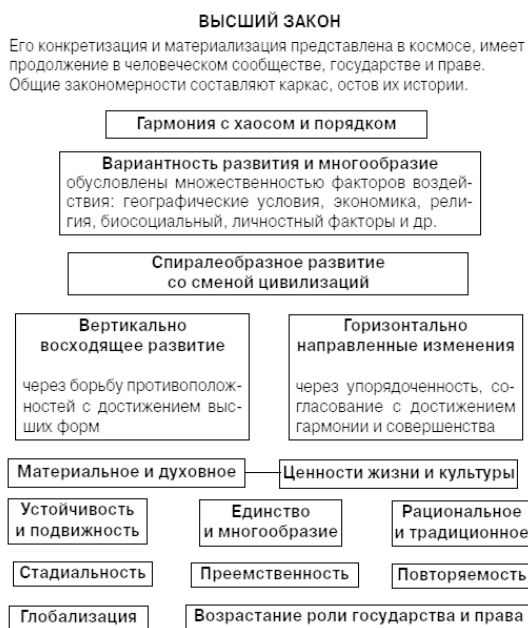 ВЫСШИЙ ЗАКОН
Его конкретизация и материализация представлена в космосе, имеет
продолжение в человеческом сообществе, государстве и праве.
Общие закономерности составляют каркас, остов их истории.
Гармония с хаосом и порядком
Вариантность развития и многообразие
обусловлены множественностью факторов воздей-
ствия: географические условия, экономика, рели-
гия, биосоциальный, личностный факторы и др.
Спиралеобразное развитие
со сменой цивилизаций
Вертикально
восходящее развитие
через борьбу противополож-
ностей с достижением выс-
ших форм
Горизонтально
направленные изменения
через упорядоченность, со-
гласование с достижением
гармонии и совершенства
Материальное и духовное
Ценности жизни и культуры
Устойчивость
и подвижность
Единство
и многообразие
Рациональное
и традиционное
Стадиальность
Преемственность
Повторяемость
Глобализация
Возрастание роли государства и права